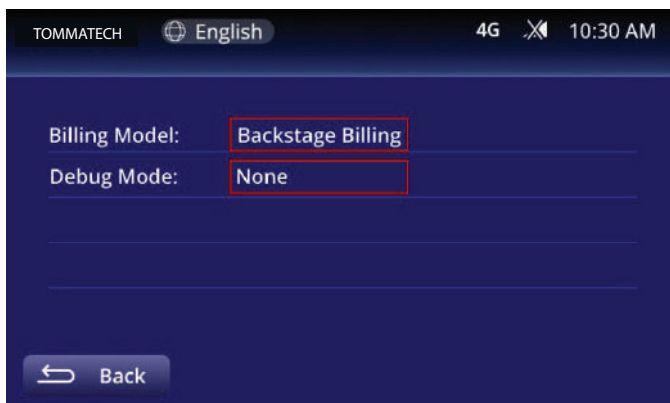 TOMMATECH English 4G 10:30 AM
Billing Model: Backstage Billing
Debug Mode: None
Back